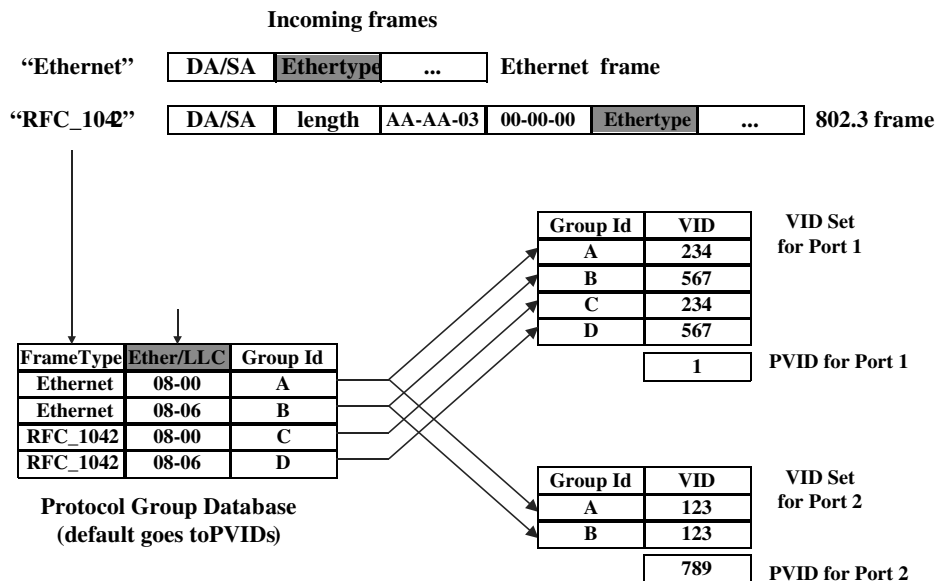 Incoming frames
“Ethernet” DA/SA Ethertype ... Ethernet frame
“RFC_1042” DA/SA length AA-AA-03 00-00-00 Ethertype ... 802.3 frame
Group Id VID
A 234
B 567
C 234
D 567
VID Set
for Port 1
1 PVID for Port 1
FrameType Ether/LLC Group Id
Ethernet 08-00 A
Ethernet 08-06 B
RFC_1042 08-00 C
RFC_1042 08-06 D
Protocol Group Database
(default goes toPVIDs)
Group Id VID
A 123
B 123
VID Set
for Port 2
789 PVID for Port 2